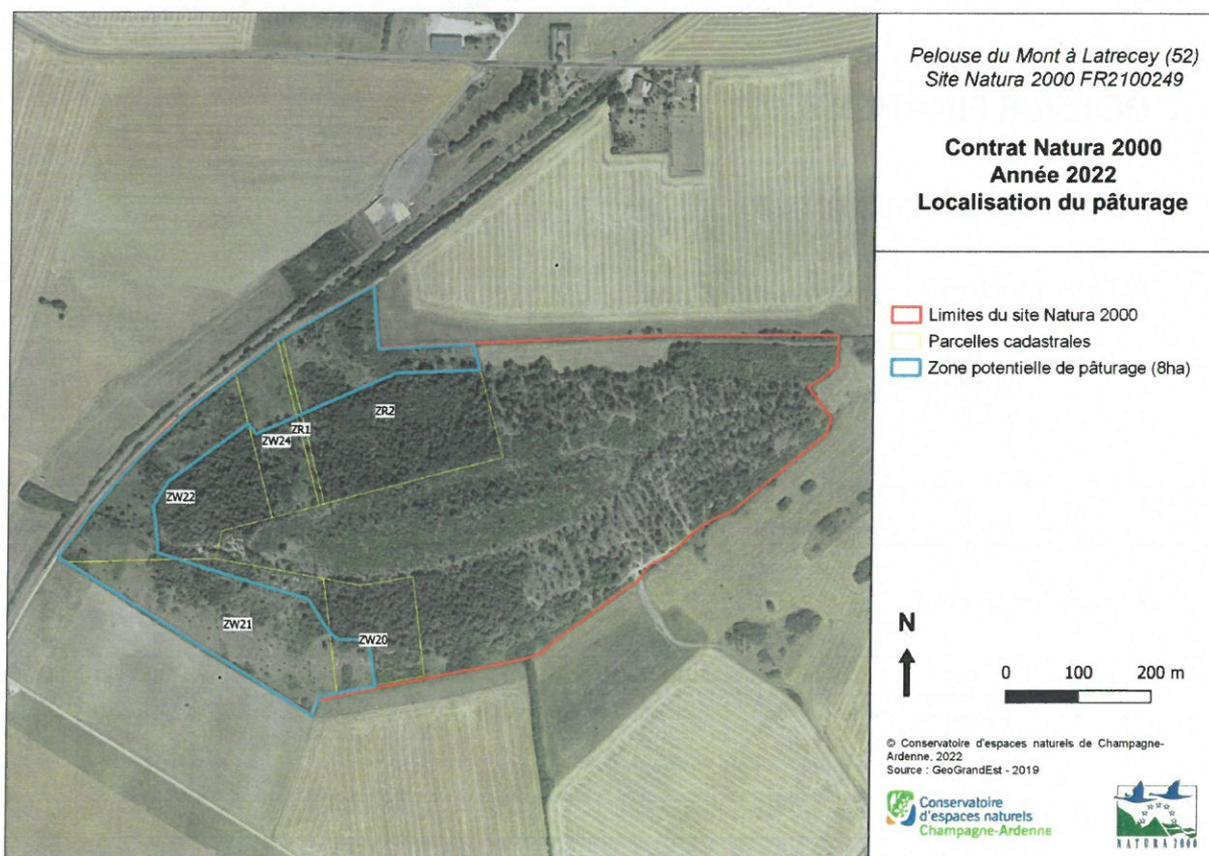 Pelouse du Mont à Latrecey (52)
Site Natura 2000 FR2100249
Contrat Natura 2000
Année 2022
Localisation du pâturage
Limites du site Natura 2000
Parcelles cadastrales
Zone potentielle de pâturage (8ha)
ZR2
ZR1
ZW24
ZW22
ZW21
ZW20
N
0 100 200 m
© Conservatoire d'espaces naturels de Champagne-
Ardenne, 2022
Source : GeoGrandEst - 2019
Conservatoire
d'espaces naturels
Champagne-Ardenne
NATURA 2000